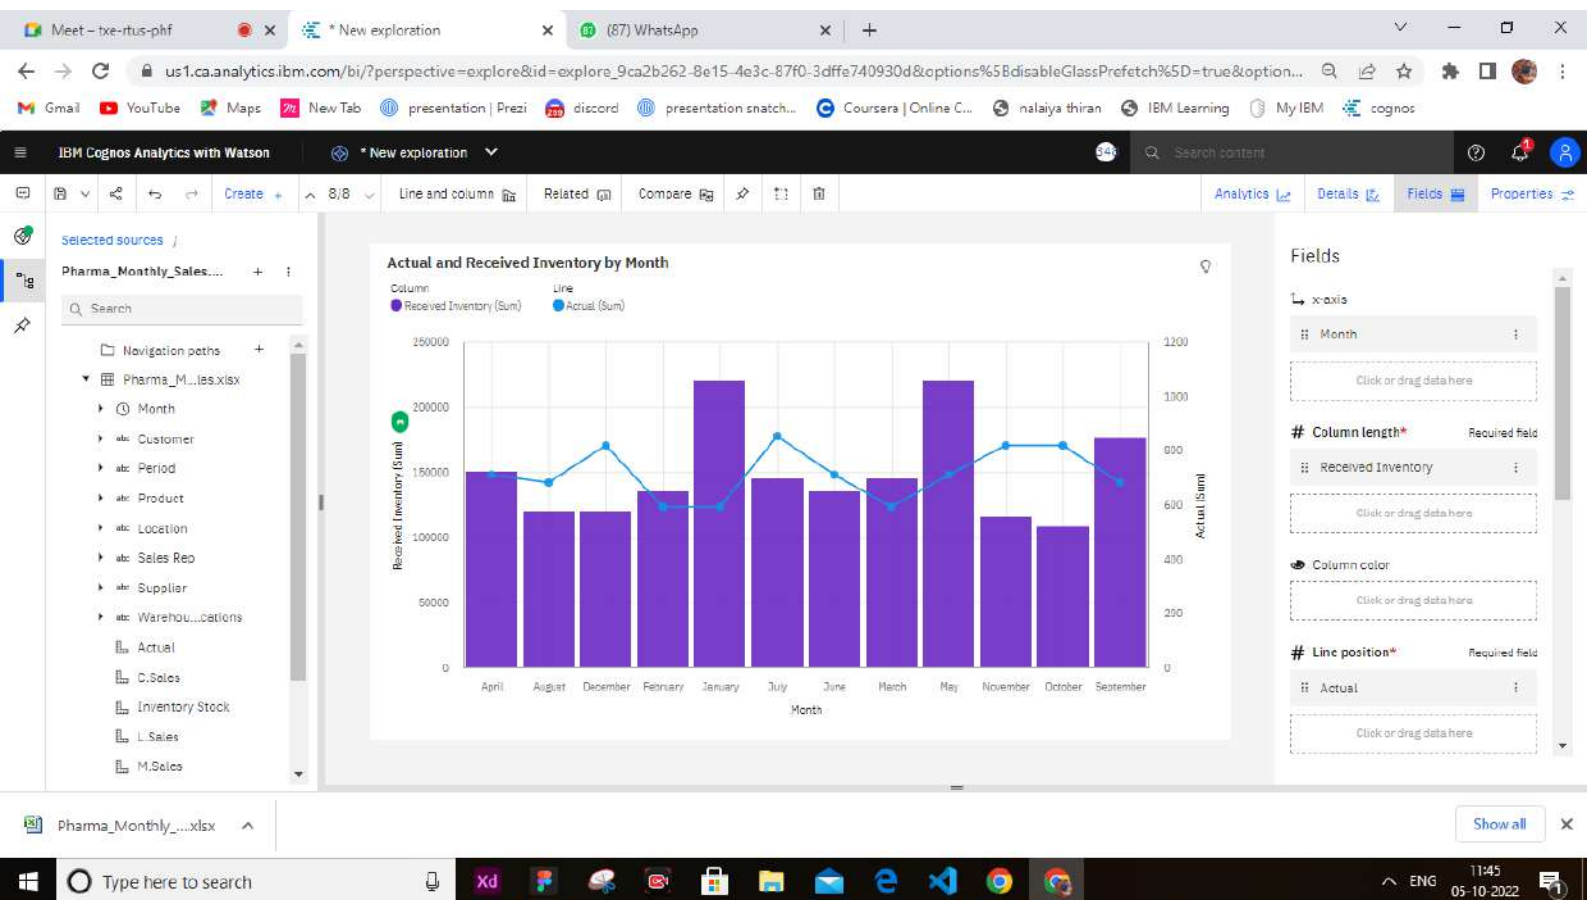 Meet – txe-rtus-phf
* New exploration
(87) WhatsApp
us1.ca.analytics.ibm.com/bi/?perspective=explore&id=explore_9ca2b262-8e15-4e3c-87f0-3dffe740930d&options%5BdisableGlassPrefetch%5D=true&option...
Gmail YouTube Maps New Tab presentation | Prezi discord presentation snatch... Coursera | Online C... nalaiya thiran IBM Learning My IBM cognos
IBM Cognos Analytics with Watson * New exploration Search content
Create + 8/8 Line and column Related Compare Analytics Details Fields Properties
Selected sources /
Pharma_Monthly_Sales....
Search
Navigation paths
Pharma_M...les.xlsx
Month
abc Customer
abc Period
abc Product
abc Location
abc Sales Rep
abc Supplier
abc Warehou...cations
Actual
C.Sales
Inventory Stock
L.Sales
M.Sales
Actual and Received Inventory by Month
Column Line
Received Inventory (Sum) Actual (Sum)
250000
200000
150000
100000
50000
0
Received Inventory (Sum)
1200
1000
800
600
400
200
0
Actual (Sum)
April August December February January July June March May November October September
Month
Fields
x-axis
Month
Click or drag data here
# Column length* Required field
Received Inventory
Click or drag data here
Column color
Click or drag data here
# Line position* Required field
Actual
Click or drag data here
Pharma_Monthly_....xlsx
Show all
Type here to search
Xd
ENG
11:45
05-10-2022